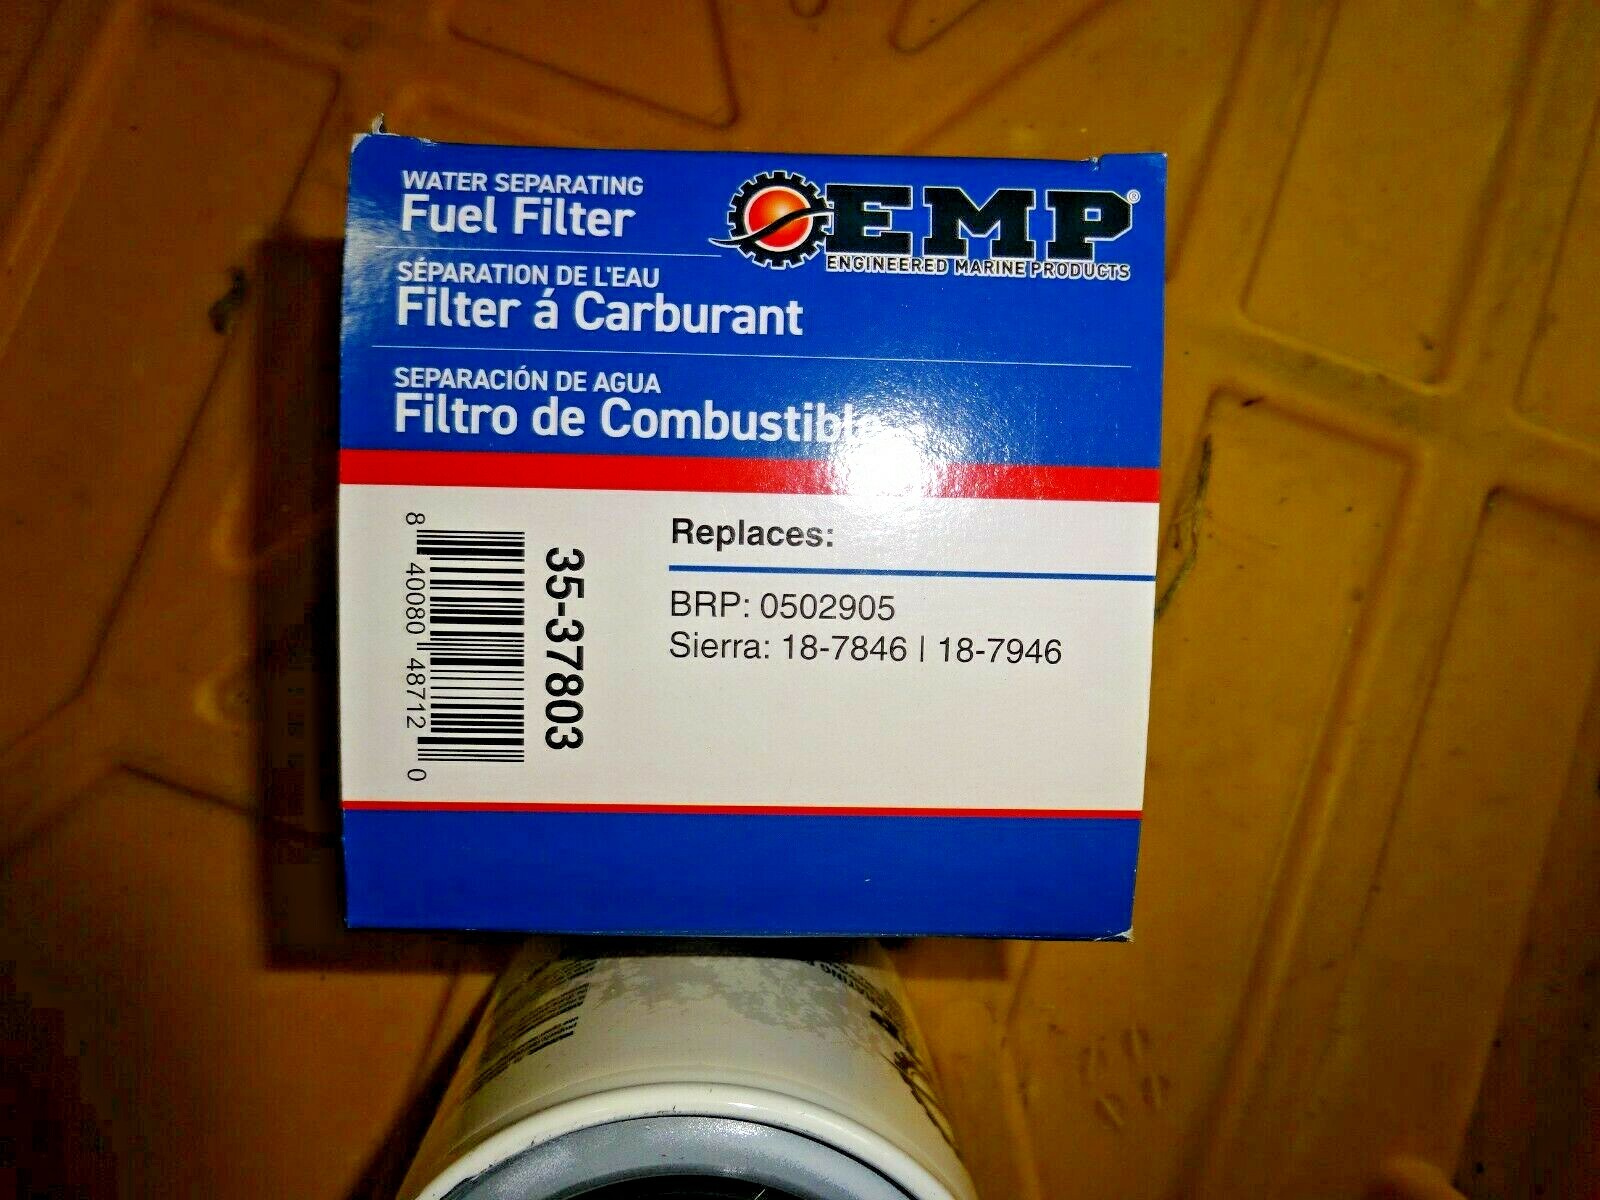 WATER SEPARATING
Fuel Filter
EMP®
ENGINEERED MARINE PRODUCTS
SÉPARATION DE L'EAU
Filter á Carburant
SEPARACIÓN DE AGUA
Filtro de Combustible
8 40080 48712 0
35-37803
Replaces:
BRP: 0502905
Sierra: 18-7846 | 18-7946